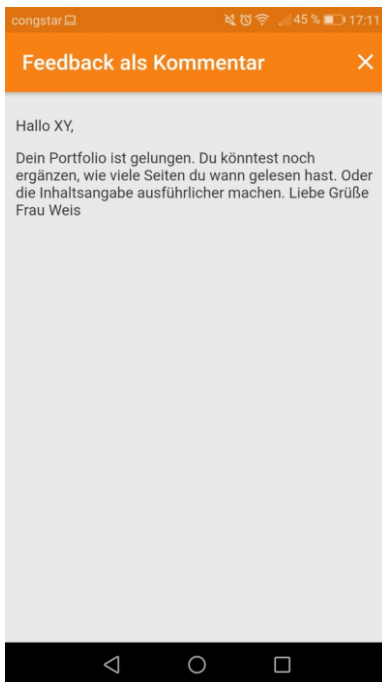 congstar 45 % 17:11
Feedback als Kommentar
Hallo XY,
Dein Portfolio ist gelungen. Du könntest noch
ergänzen, wie viele Seiten du wann gelesen hast. Oder
die Inhaltsangabe ausführlicher machen. Liebe Grüße
Frau Weis